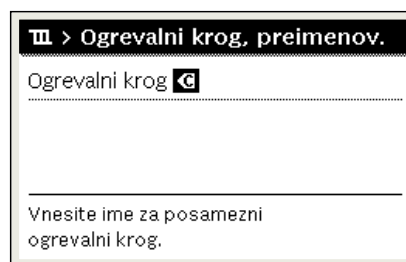 > Ogrevalni krog, preimenov.
Ogrevalni krog C
Vnesite ime za posamezni
ogrevalni krog.